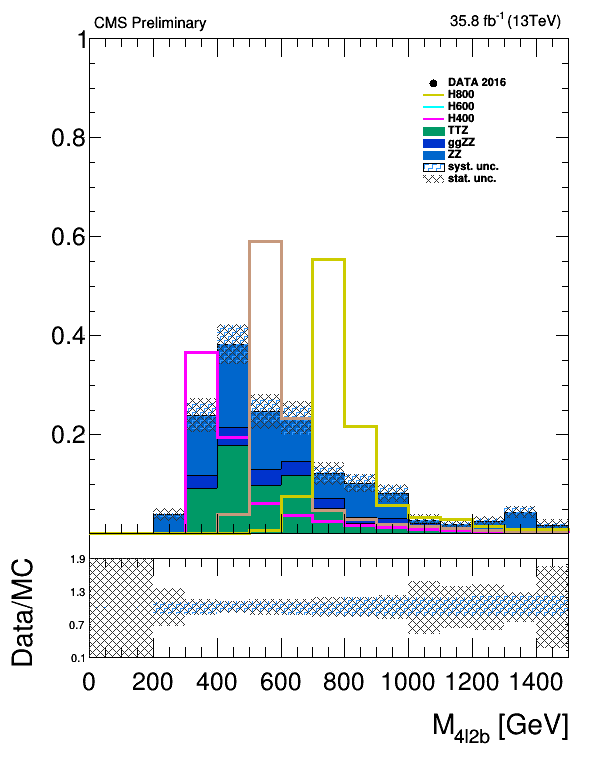 CMS Preliminary 35.8 fb⁻¹ (13TeV)
1
DATA 2016
H800
H600
H400
TTZ
ggZZ
ZZ
syst. unc.
stat. unc.
0.8
0.6
0.4
0.2
Data/MC
1.9
1.3
0.7
0.1
0 200 400 600 800 1000 1200 1400
M4l2b [GeV]